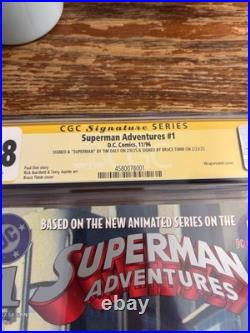 CGC Signature SERIES
Superman Adventures #1
D.C. Comics, 11/96
SIGNED & "SUPERMAN" BY TIM DALY ON 2/8/25 & SIGNED BY BRUCE TIMM ON 2/23/25
8
Paul Dini story
Rick Burchett & Terry Austin art
Bruce Timm cover
Wraparound cover
4580878001
BASED ON THE NEW ANIMATED SERIES ON THE
DC
SUPERMAN
ADVENTURES